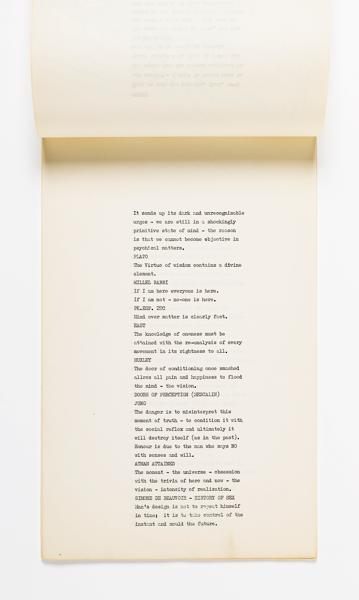 It sends up its dark and unrecognisable
urges - we are still in a shockingly
primitive state of mind - the reason
is that we cannot become objective in
psychical matters.
PLATO
The Virtue of wisdom contains a divine
element.
HILLEL RABBI
If I am here everyone is here.
If I am not - no-one is here.
Mind over matter is clearly fact.
EAST
The knowledge of oneness must be
attained with the re-analysis of every
movement in its rightness to all.
HUXLEY
The door of conditioning once smashed
allows all pain and happiness to flood
the mind - the vision.
DOORS OF PERCEPTION (MESCALIN)
JUNG
The danger is to misinterpret this
moment of truth - to condition it with
the social reflex and ultimately it
will destroy itself (as in the past).
Honour is due to the man who says NO
with senses and will.
ATMAN ATTAINED
The moment - the universe - obsession
with the trivia of here and now - the
vision - intensity of realisation.
SIMONE DE BEAUVOIR - HISTORY OF SEX
Man's design is not to repeat himself
in time; it is to take control of the
instant and mould the future.